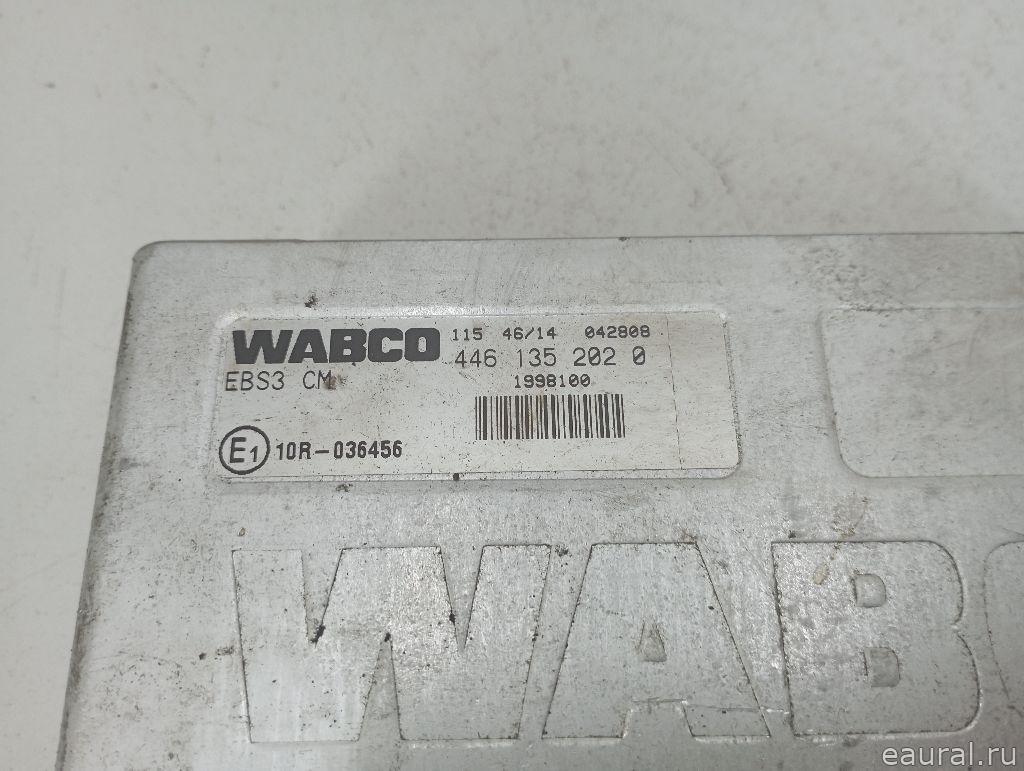 WABCO 115 46/14 042808
446 135 202 0
EBS3 CM 1998100
E1 10R-036456
WABC
eaural.ru